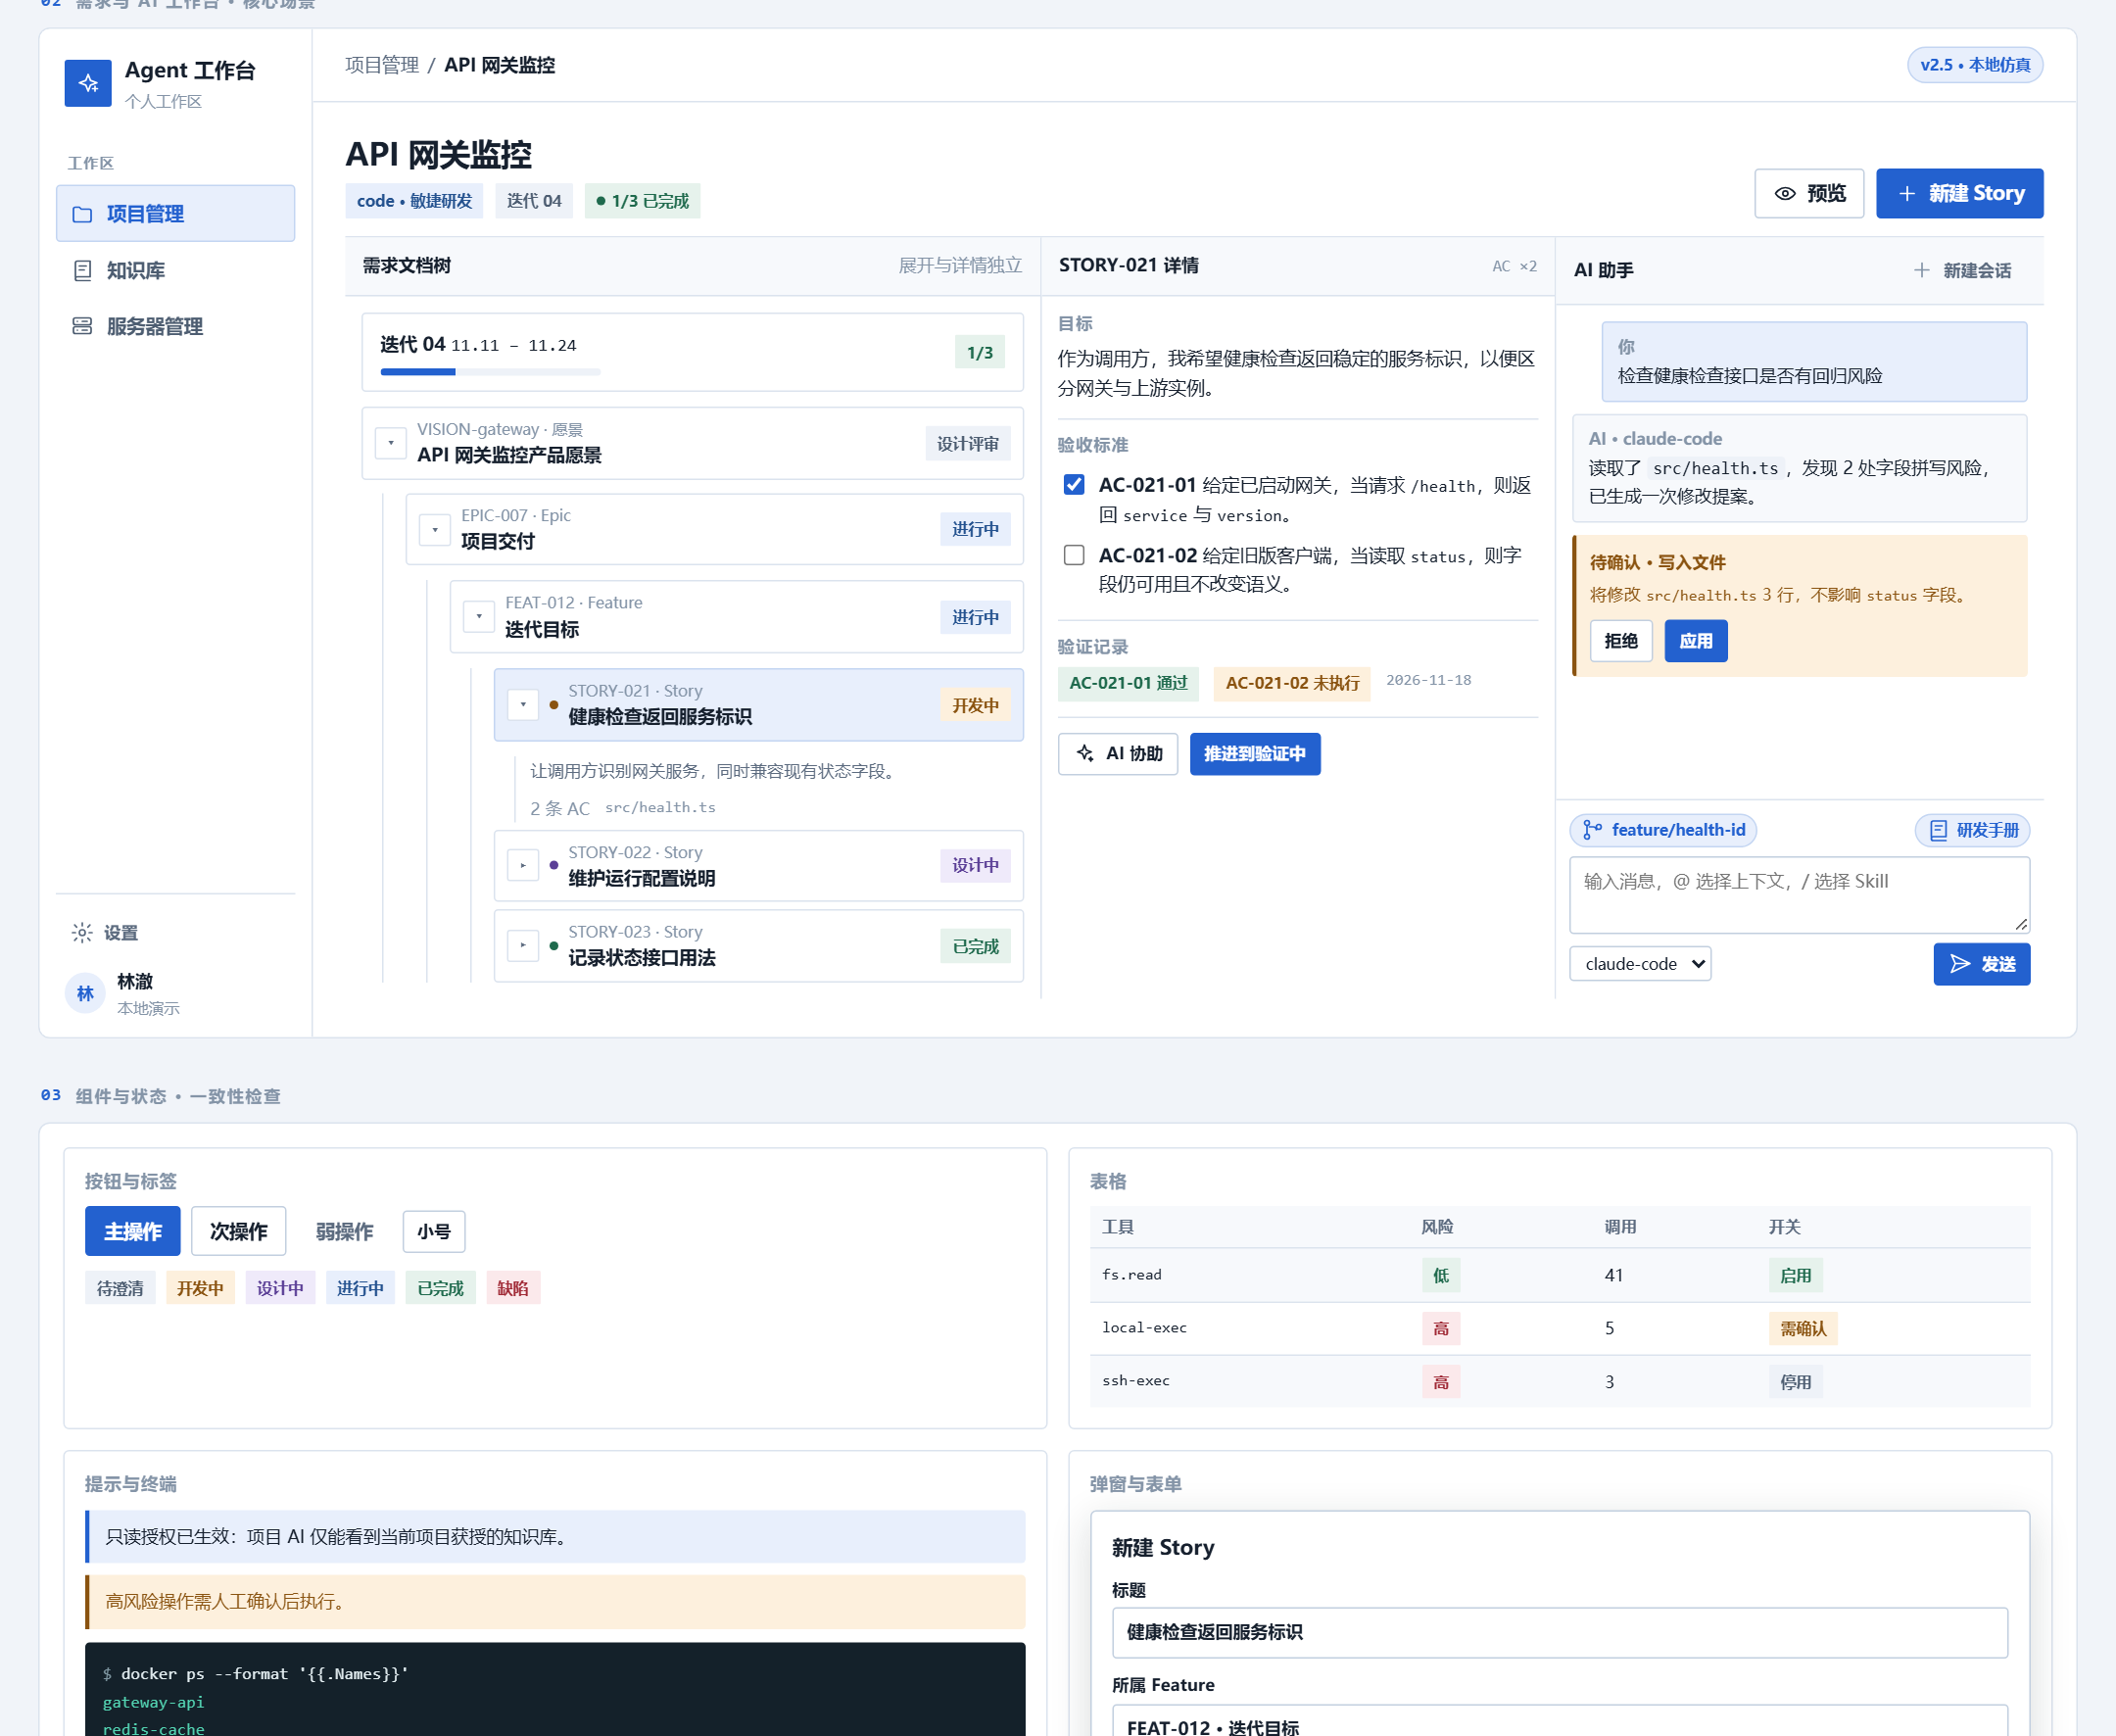 02 需求与 AI 工作台 • 核心场景
Agent 工作台
个人工作区
工作区
项目管理
知识库
服务器管理
设置
林
林澈
本地演示
项目管理 / API 网关监控
v2.5 • 本地仿真
API 网关监控
code • 敏捷研发
迭代 04
1/3 已完成
预览
新建 Story
需求文档树
展开与详情独立
迭代 04 11.11 – 11.24
1/3
VISION-gateway · 愿景
API 网关监控产品愿景
设计评审
EPIC-007 · Epic
项目交付
进行中
FEAT-012 · Feature
迭代目标
进行中
STORY-021 · Story
健康检查返回服务标识
开发中
让调用方识别网关服务，同时兼容现有状态字段。
2 条 AC src/health.ts
STORY-022 · Story
维护运行配置说明
设计中
STORY-023 · Story
记录状态接口用法
已完成
STORY-021 详情
AC ×2
目标
作为调用方，我希望健康检查返回稳定的服务标识，以便区
分网关与上游实例。
验收标准
AC-021-01 给定已启动网关，当请求 /health，则返
回 service 与 version。
AC-021-02 给定旧版客户端，当读取 status，则字
段仍可用且不改变语义。
验证记录
AC-021-01 通过
AC-021-02 未执行
2026-11-18
AI 协助
推进到验证中
AI 助手
新建会话
你
检查健康检查接口是否有回归风险
AI • claude-code
读取了 src/health.ts，发现 2 处字段拼写风险，
已生成一次修改提案。
待确认 • 写入文件
将修改 src/health.ts 3 行，不影响 status 字段。
拒绝
应用
feature/health-id
研发手册
输入消息，@ 选择上下文，/ 选择 Skill
claude-code
发送
03 组件与状态 • 一致性检查
按钮与标签
主操作
次操作
弱操作
小号
待澄清
开发中
设计中
进行中
已完成
缺陷
表格
工具 风险 调用 开关
fs.read 低 41 启用
local-exec 高 5 需确认
ssh-exec 高 3 停用
提示与终端
只读授权已生效：项目 AI 仅能看到当前项目获授的知识库。
高风险操作需人工确认后执行。
$ docker ps --format '{{.Names}}'
gateway-api
redis-cache
弹窗与表单
新建 Story
标题
健康检查返回服务标识
所属 Feature
FEAT-012 • 迭代目标